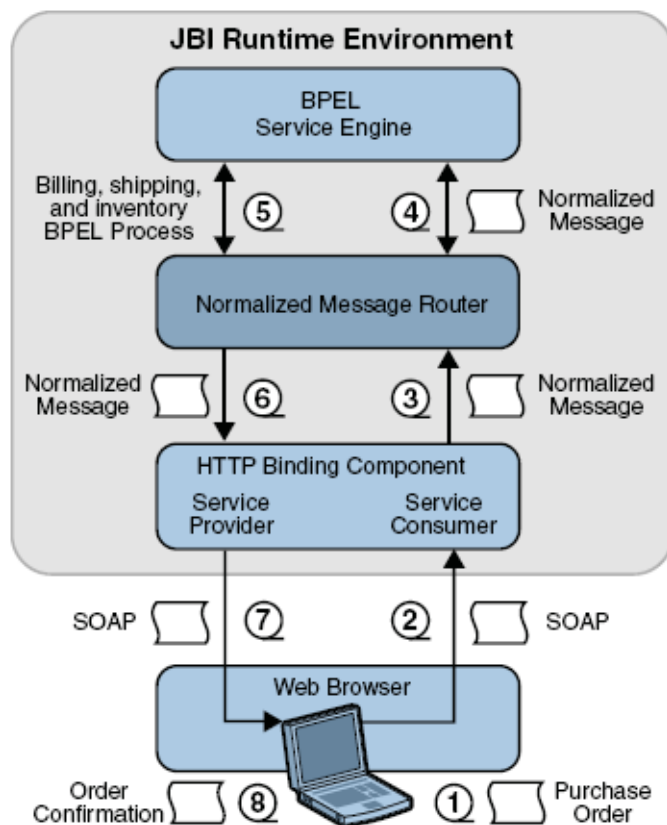 JBI Runtime Environment
BPEL
Service Engine
Billing, shipping,
and inventory
BPEL Process
5
4
Normalized
Message
Normalized Message Router
Normalized
Message
6
3
Normalized
Message
HTTP Binding Component
Service
Provider
Service
Consumer
SOAP
7
2
SOAP
Web Browser
Order
Confirmation
8
1
Purchase
Order